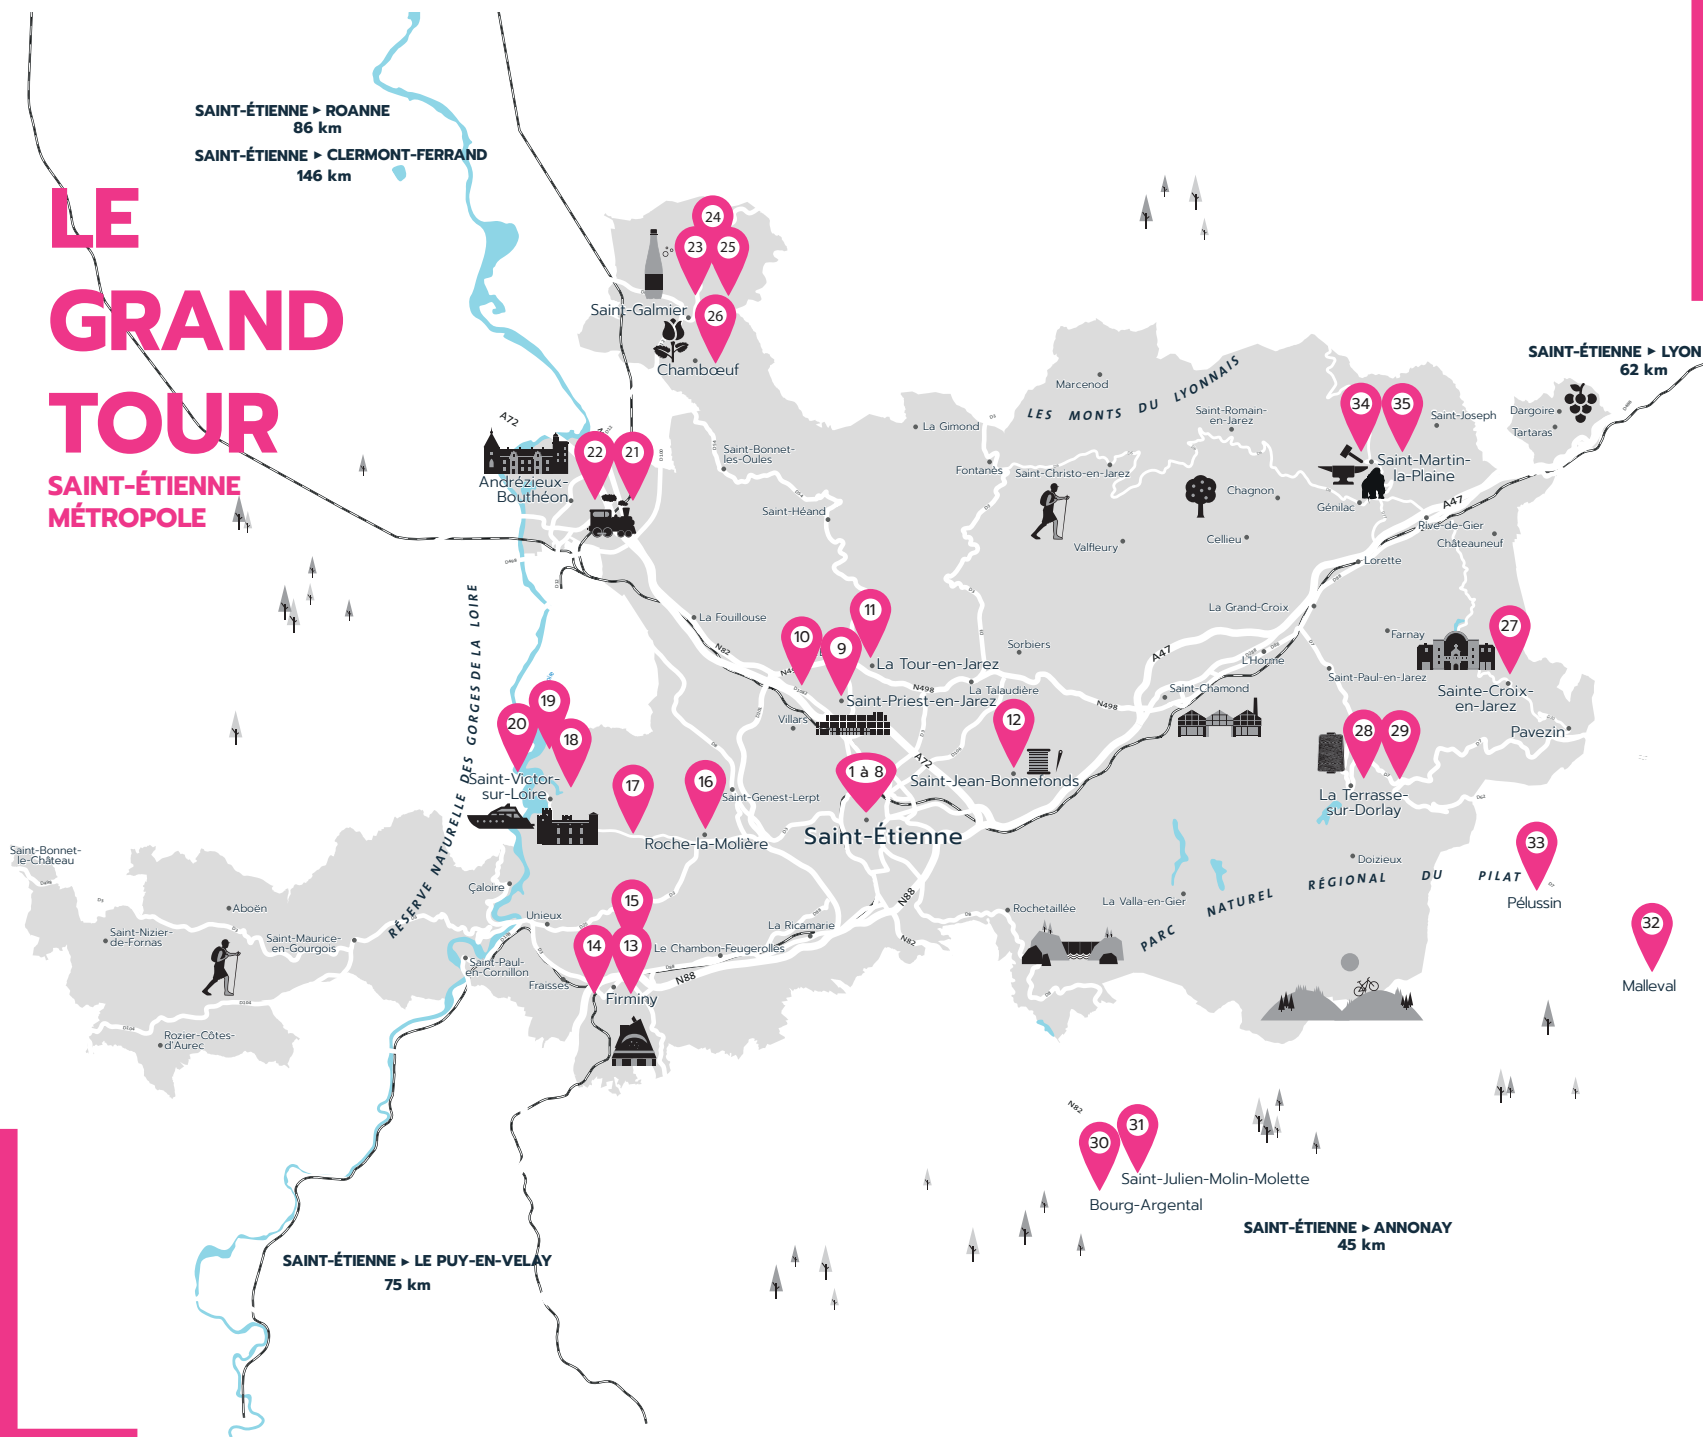 SAINT-ÉTIENNE ▸ ROANNE
86 km
SAINT-ÉTIENNE ▸ CLERMONT-FERRAND
146 km
LE
GRAND
TOUR
SAINT-ÉTIENNE
MÉTROPOLE
24
23
25
Saint-Galmier
26
Chambœuf
SAINT-ÉTIENNE ▸ LYON
62 km
LES MONTS DU LYONNAIS
Marcenod
Saint-Romain-
en-Jarez
La Gimond
Fontanès
Saint-Christo-en-Jarez
34
35
Saint-Joseph
Dargoire
Tartaras
Saint-Martin-
la-Plaine
Chagnon
Génilac
A47
Rive-de-Gier
Châteauneuf
Cellieu
Valfleury
Lorette
A72
22
21
Andrézieux-
Bouthéon
Saint-Bonnet-
les-Oules
Saint-Héand
La Fouillouse
N82
11
10
9
La Tour-en-Jarez
Saint-Priest-en-Jarez
N498
La Talaudière
Sorbiers
N498
Villars
12
Saint-Jean-Bonnefonds
A72
La Grand-Croix
A47
L'Horme
Saint-Chamond
Farnay
27
Saint-Paul-en-Jarez
Sainte-Croix-
en-Jarez
Pavezin
28
29
La Terrasse-
sur-Dorlay
RÉSERVE NATURELLE DES GORGES DE LA LOIRE
19
20
18
Saint-Victor-
sur-Loire
17
16
Saint-Genest-Lerpt
Roche-la-Molière
1 à 8
Saint-Étienne
33
Pélussin
32
Malleval
Doizieux
PARC NATUREL RÉGIONAL DU PILAT
La Valla-en-Gier
Rochetaillée
N88
N82
Saint-Bonnet-
le-Château
Aboën
Saint-Nizier-
de-Fornas
Saint-Maurice-
en-Gourgois
Rozier-Côtes-
d'Aurec
Çaloire
Unieux
Saint-Paul-
en-Cornillon
Fraisses
15
14
13
Firminy
Le Chambon-Feugerolles
La Ricamarie
N88
N82
30
31
Saint-Julien-Molin-Molette
Bourg-Argental
SAINT-ÉTIENNE ▸ ANNONAY
45 km
SAINT-ÉTIENNE ▸ LE PUY-EN-VELAY
75 km